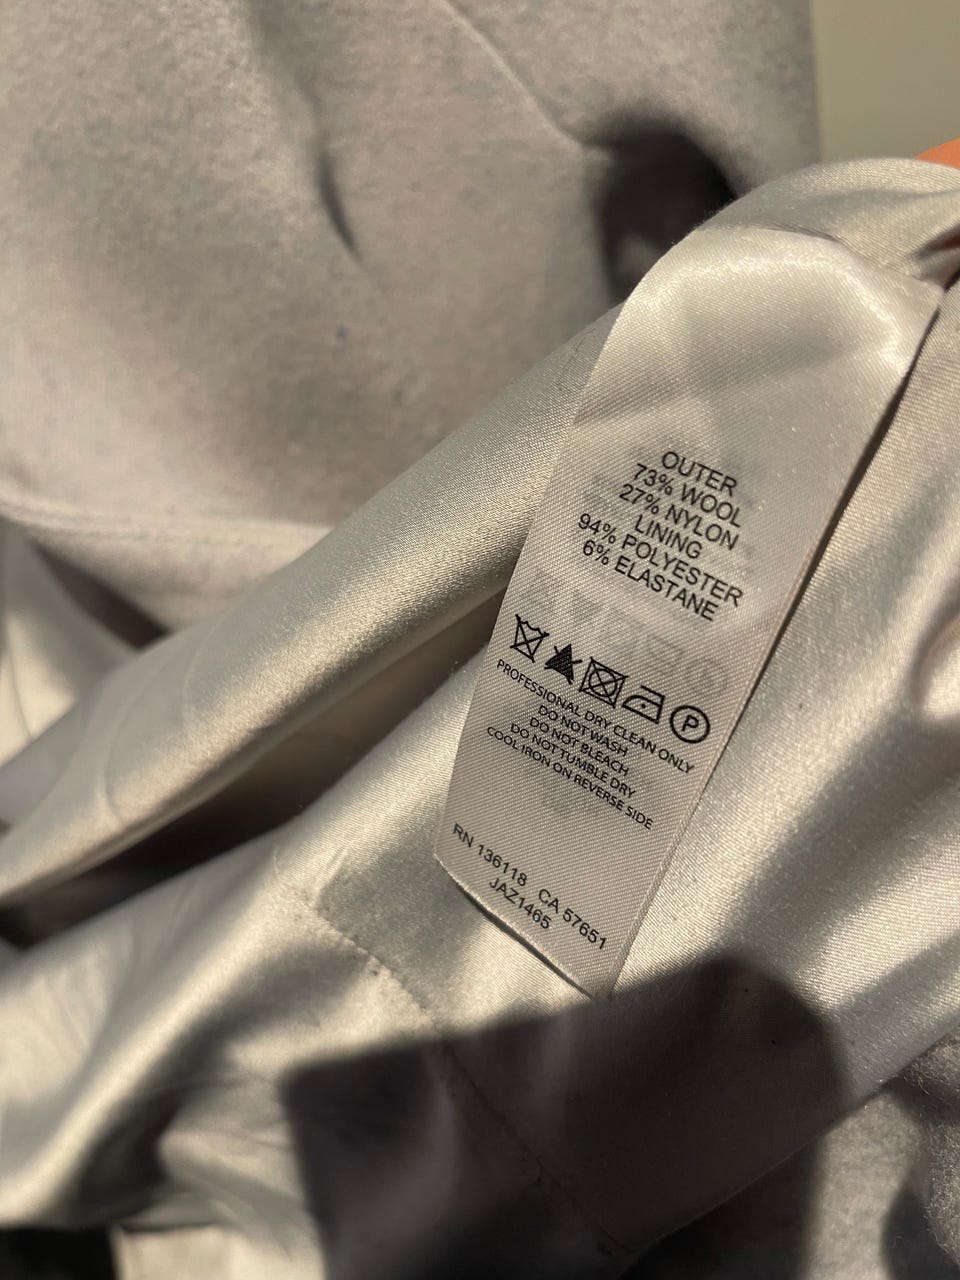 OUTER
73% WOOL
27% NYLON
LINING
94% POLYESTER
6% ELASTANE
P
PROFESSIONAL DRY CLEAN ONLY
DO NOT WASH
DO NOT BLEACH
DO NOT TUMBLE DRY
COOL IRON ON REVERSE SIDE
RN 136118 CA 57651
JAZ1465